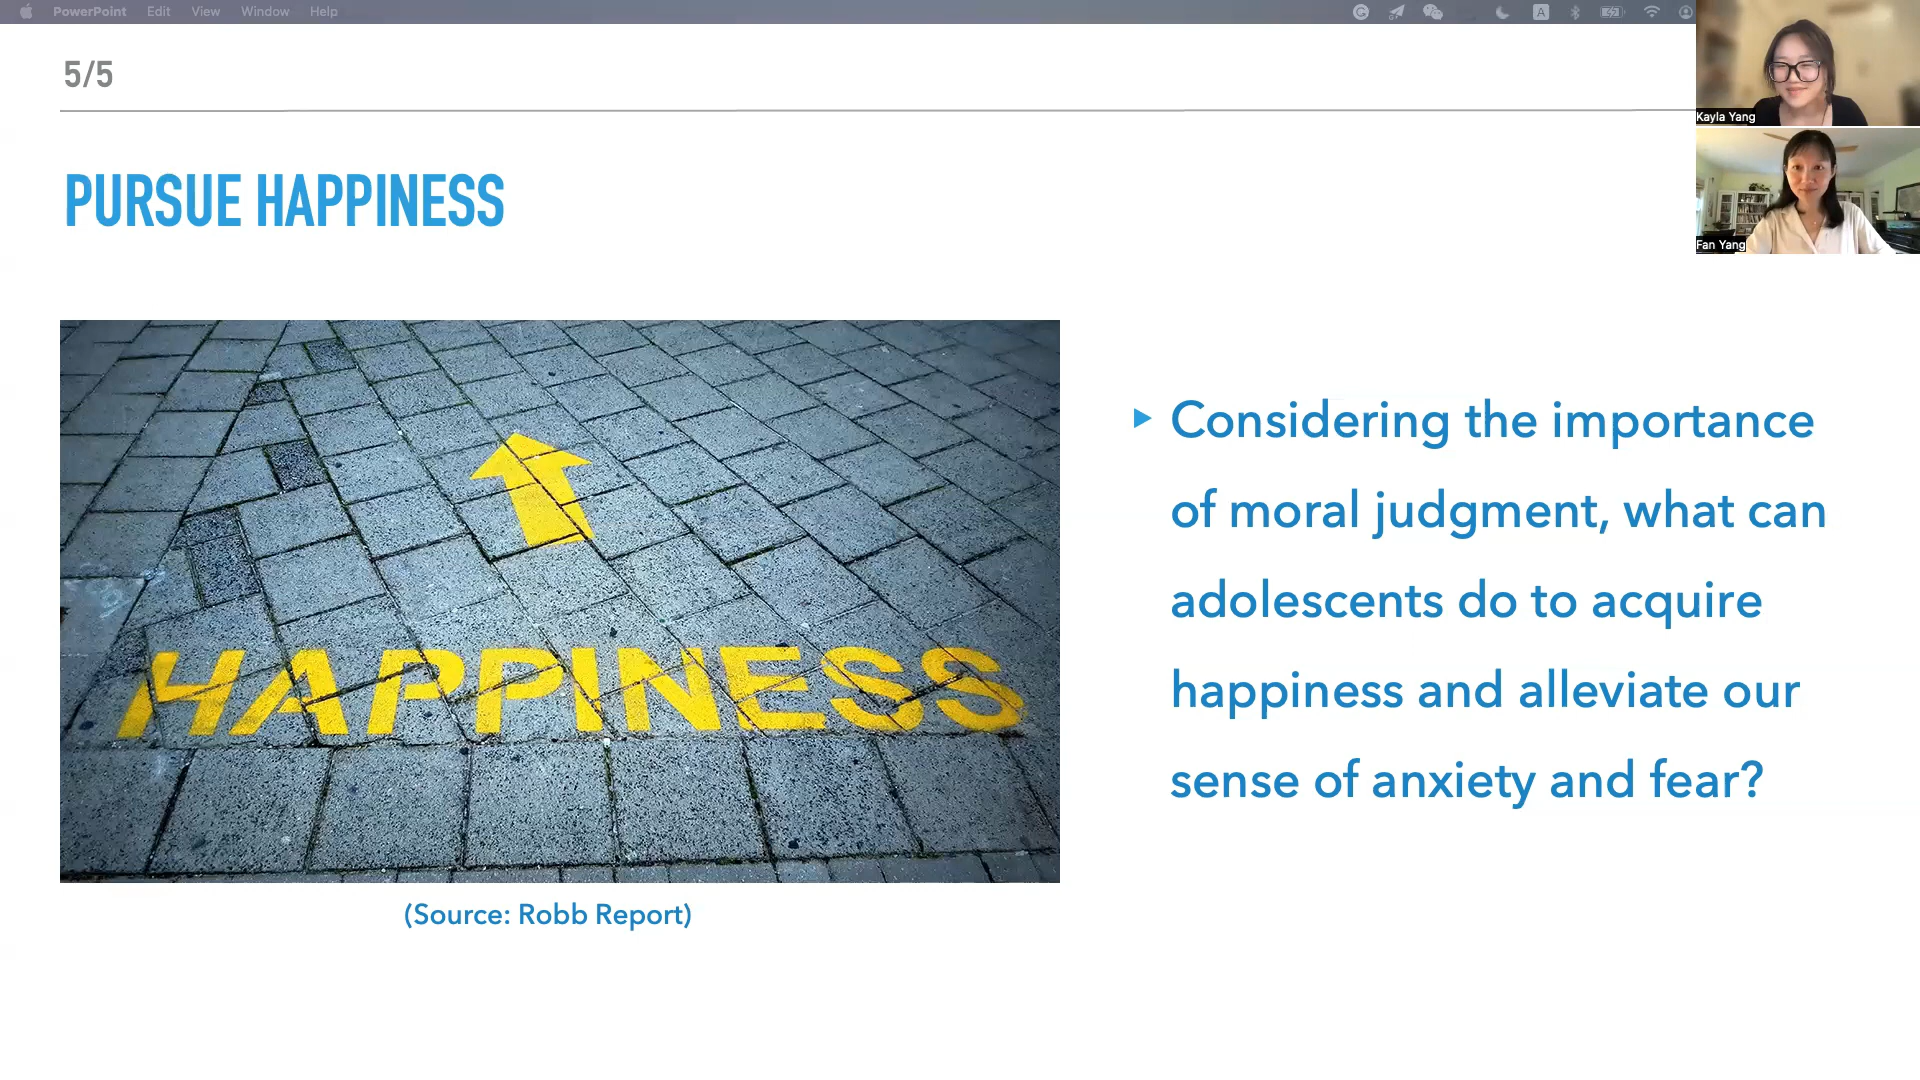 PowerPoint Edit View Window Help
A
5/5
Kayla Yang
PURSUE HAPPINESS
Fan Yang
HAPPINESS
Considering the importance
of moral judgment, what can
adolescents do to acquire
happiness and alleviate our
sense of anxiety and fear?
(Source: Robb Report)